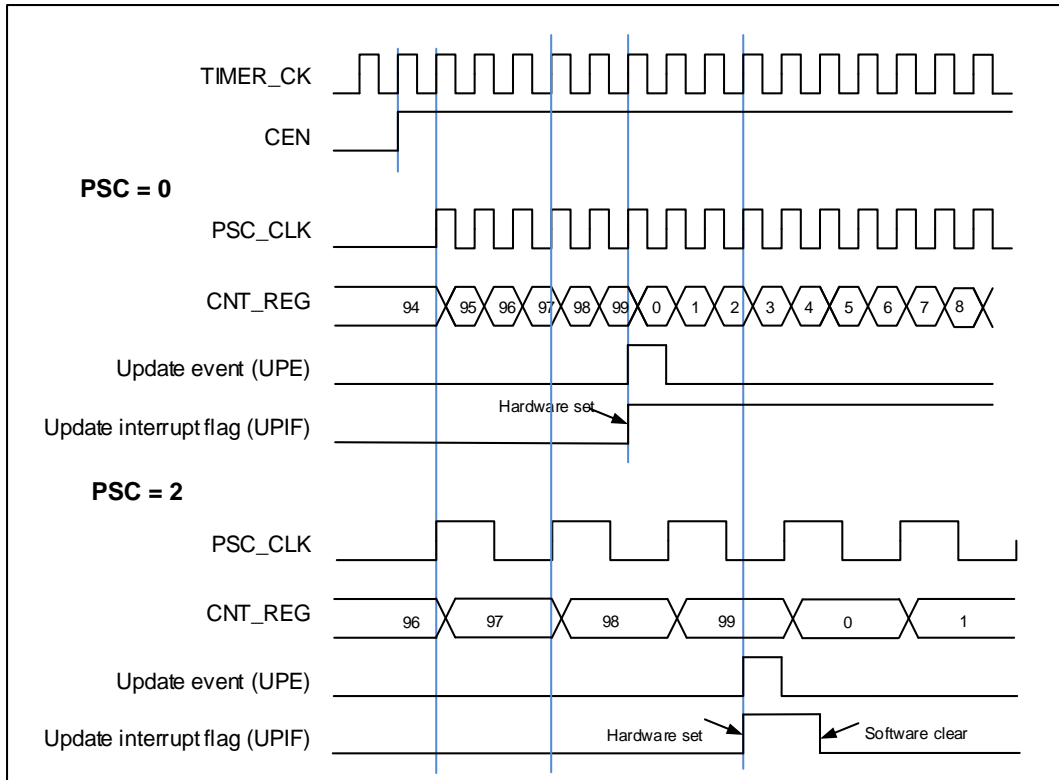 TIMER_CK
CEN
PSC = 0
PSC_CLK
CNT_REG 94 95 96 97 98 99 0 1 2 3 4 5 6 7 8
Update event (UPE)
Hardware set
Update interrupt flag (UPIF)
PSC = 2
PSC_CLK
CNT_REG 96 97 98 99 0 1
Update event (UPE)
Update interrupt flag (UPIF) Hardware set Software clear